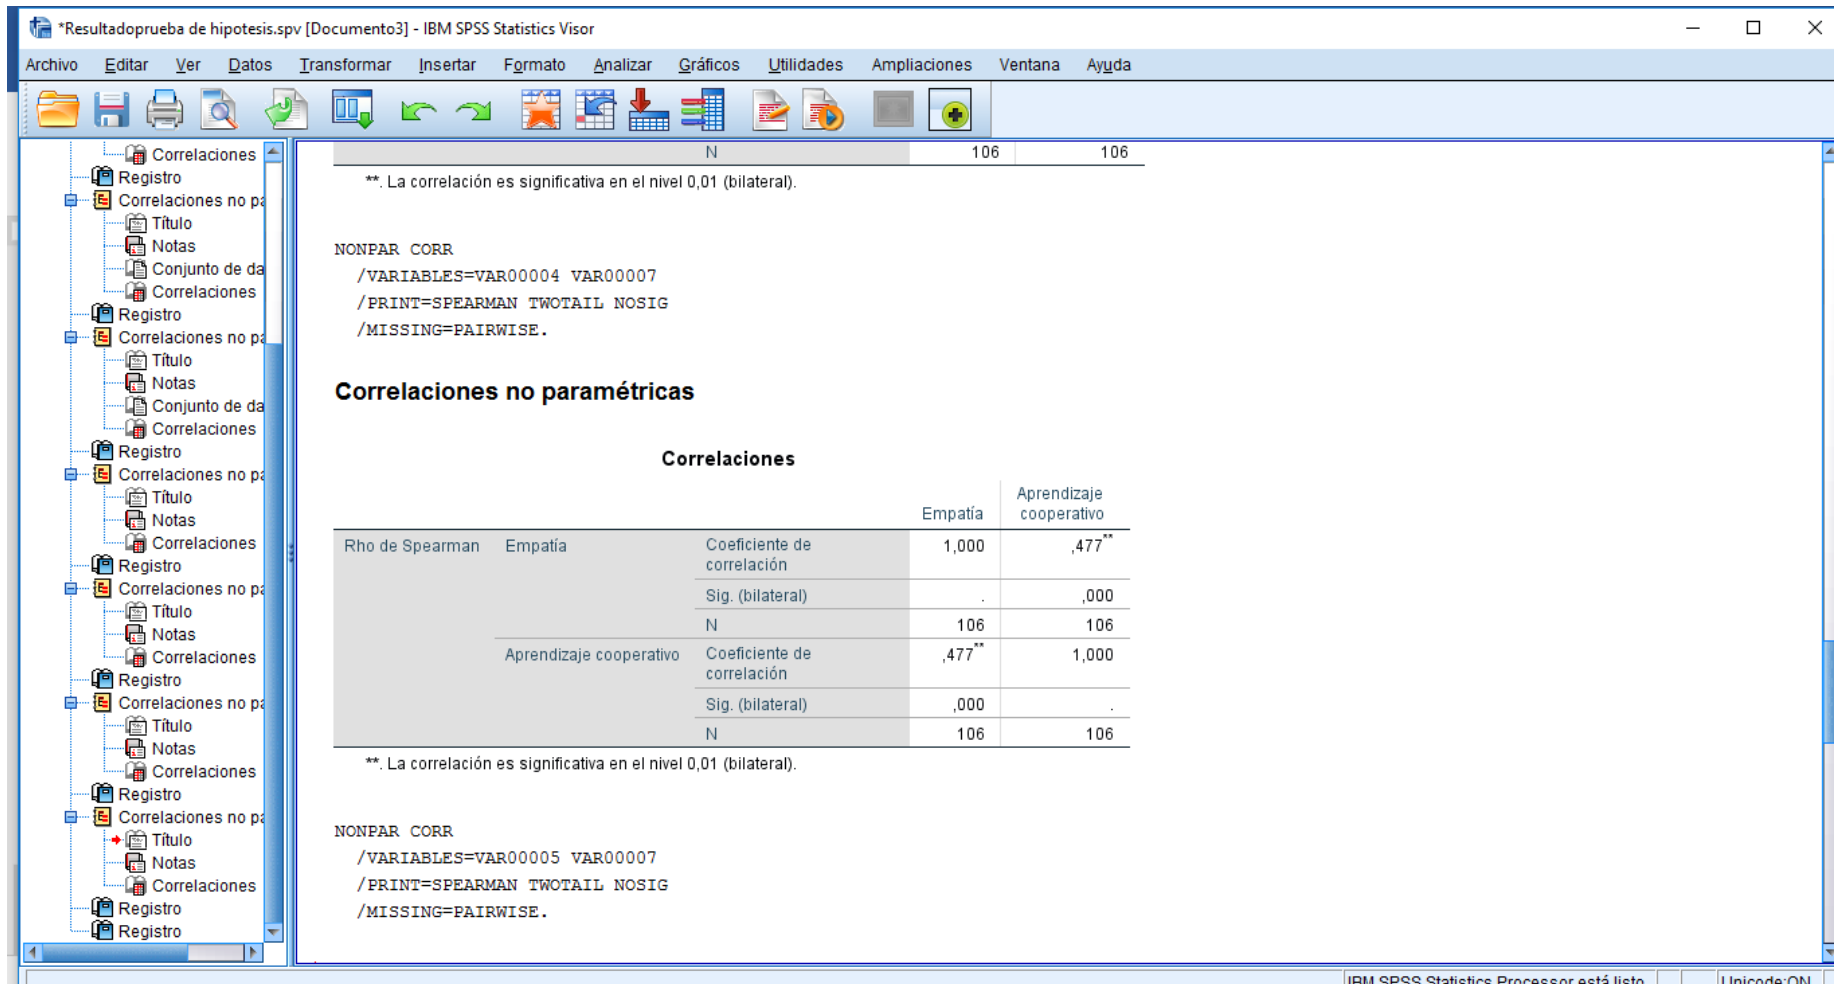 *Resultadoprueba de hipotesis.spv [Documento3] - IBM SPSS Statistics Visor
Archivo Editar Ver Datos Transformar Insertar Formato Analizar Gráficos Utilidades Ampliaciones Ventana Ayuda
Correlaciones
Registro
Correlaciones no pa
Título
Notas
Conjunto de da
Correlaciones
Registro
Correlaciones no pa
Título
Notas
Conjunto de da
Correlaciones
Registro
Correlaciones no pa
Título
Notas
Correlaciones
Registro
Correlaciones no pa
Título
Notas
Correlaciones
Registro
Correlaciones no pa
Título
Notas
Correlaciones
Registro
Correlaciones no pa
Título
Notas
Correlaciones
Registro
Registro
N 106 106
**. La correlación es significativa en el nivel 0,01 (bilateral).
NONPAR CORR
/VARIABLES=VAR00004 VAR00007
/PRINT=SPEARMAN TWOTAIL NOSIG
/MISSING=PAIRWISE.
Correlaciones no paramétricas
Correlaciones
Empatía Aprendizaje cooperativo
Rho de Spearman Empatía Coeficiente de correlación 1,000 ,477**
Sig. (bilateral) . ,000
N 106 106
Aprendizaje cooperativo Coeficiente de correlación ,477** 1,000
Sig. (bilateral) ,000 .
N 106 106
**. La correlación es significativa en el nivel 0,01 (bilateral).
NONPAR CORR
/VARIABLES=VAR00005 VAR00007
/PRINT=SPEARMAN TWOTAIL NOSIG
/MISSING=PAIRWISE.
IBM SPSS Statistics Processor está listo Unicode:ON